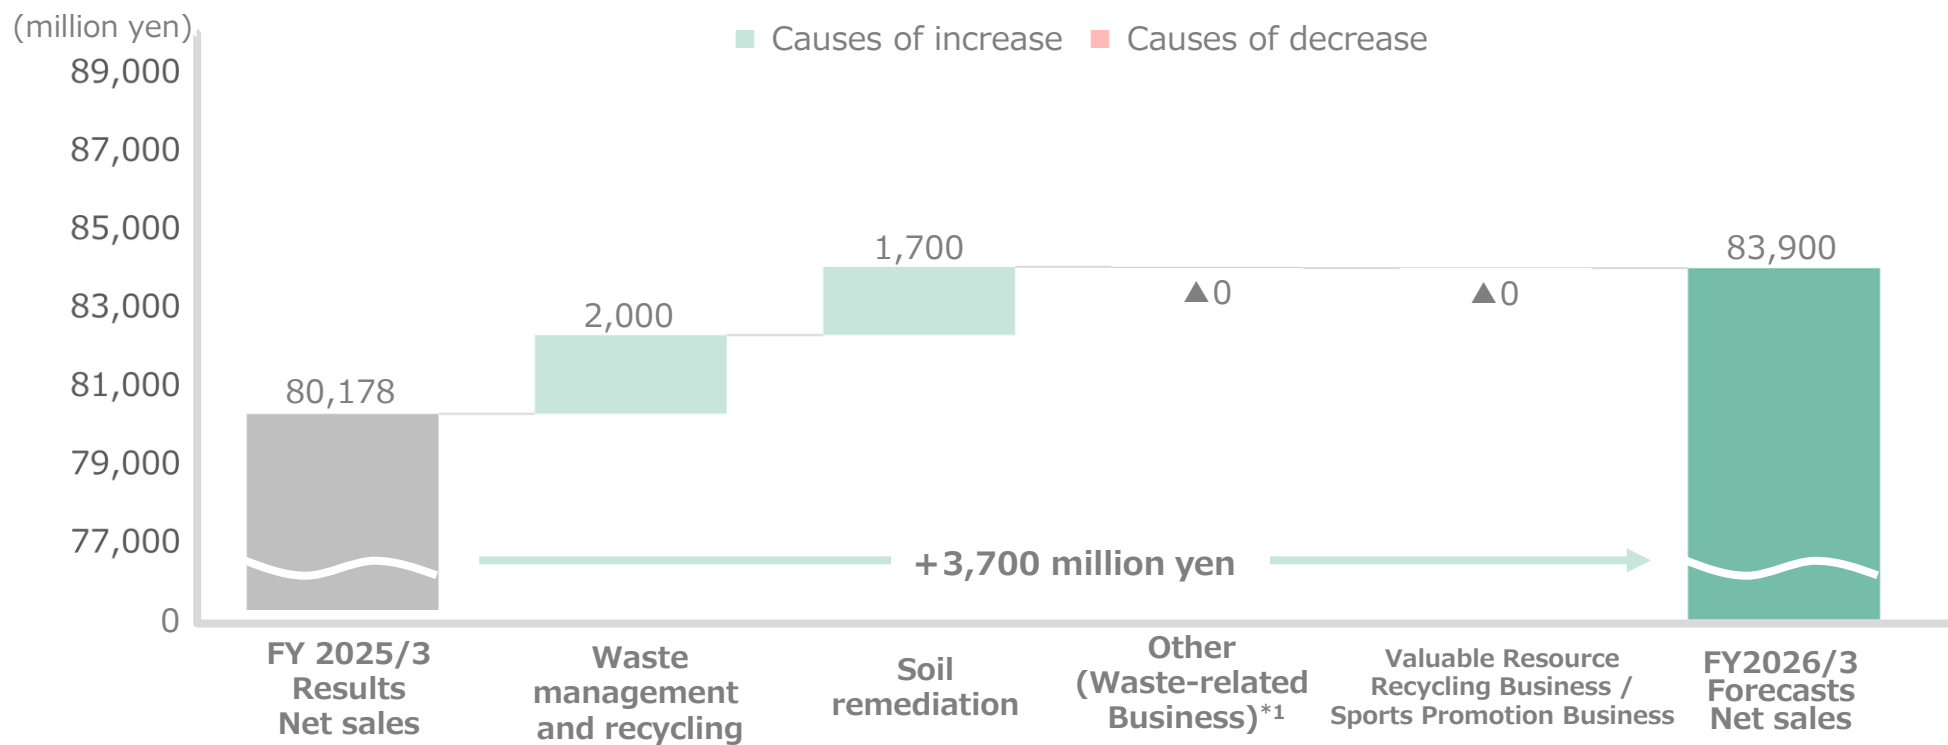 (million yen)
Causes of increase
Causes of decrease
89,000
87,000
85,000
83,000
81,000
79,000
77,000
0
80,178
2,000
1,700
▲0
▲0
83,900
+3,700 million yen
FY 2025/3
Results
Net sales
Waste
management
and recycling
Soil
remediation
Other
(Waste-related
Business)*1
Valuable Resource
Recycling Business /
Sports Promotion Business
FY2026/3
Forecasts
Net sales